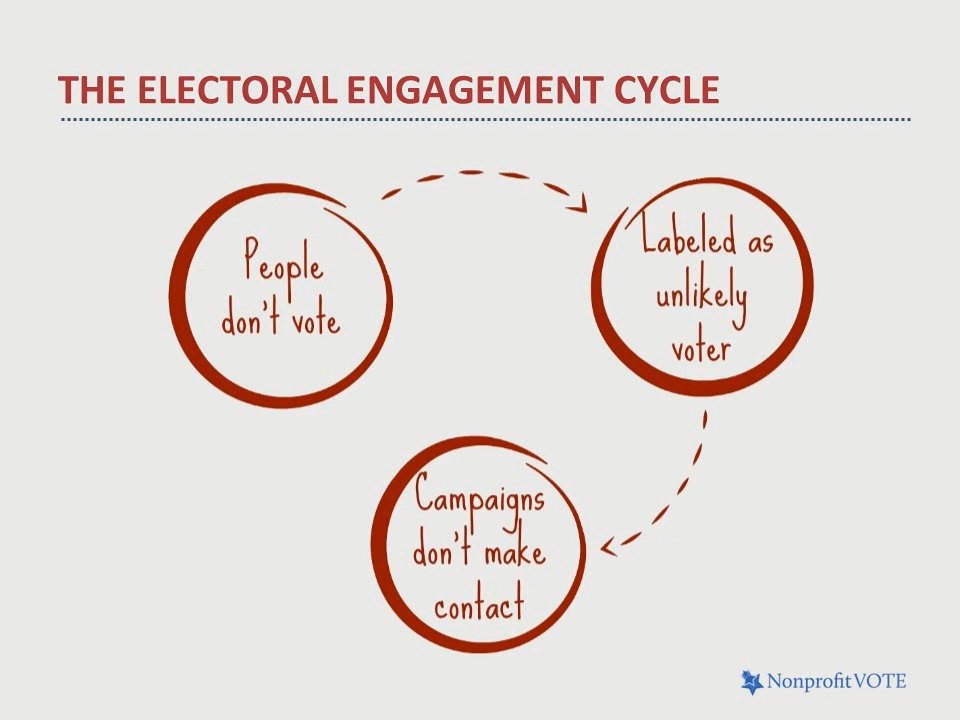 THE ELECTORAL ENGAGEMENT CYCLE
People
don't vote
Labeled as
unlikely
voter
Campaigns
don't make
contact
NonprofitVOTE